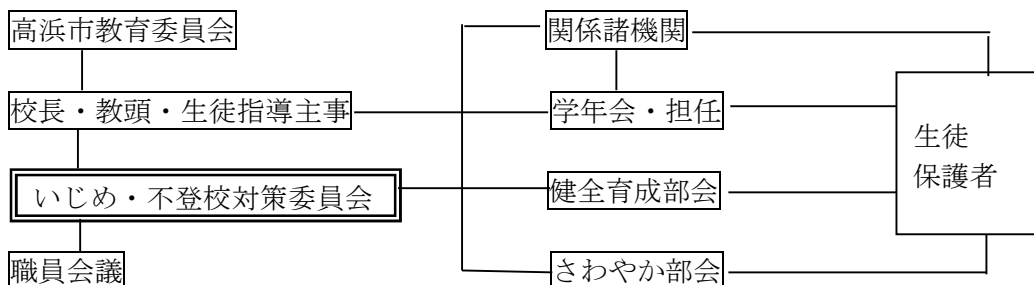 高浜市教育委員会
関係諸機関
校長・教頭・生徒指導主事
学年会・担任
生徒
保護者
いじめ・不登校対策委員会
健全育成部会
職員会議
さわやか部会